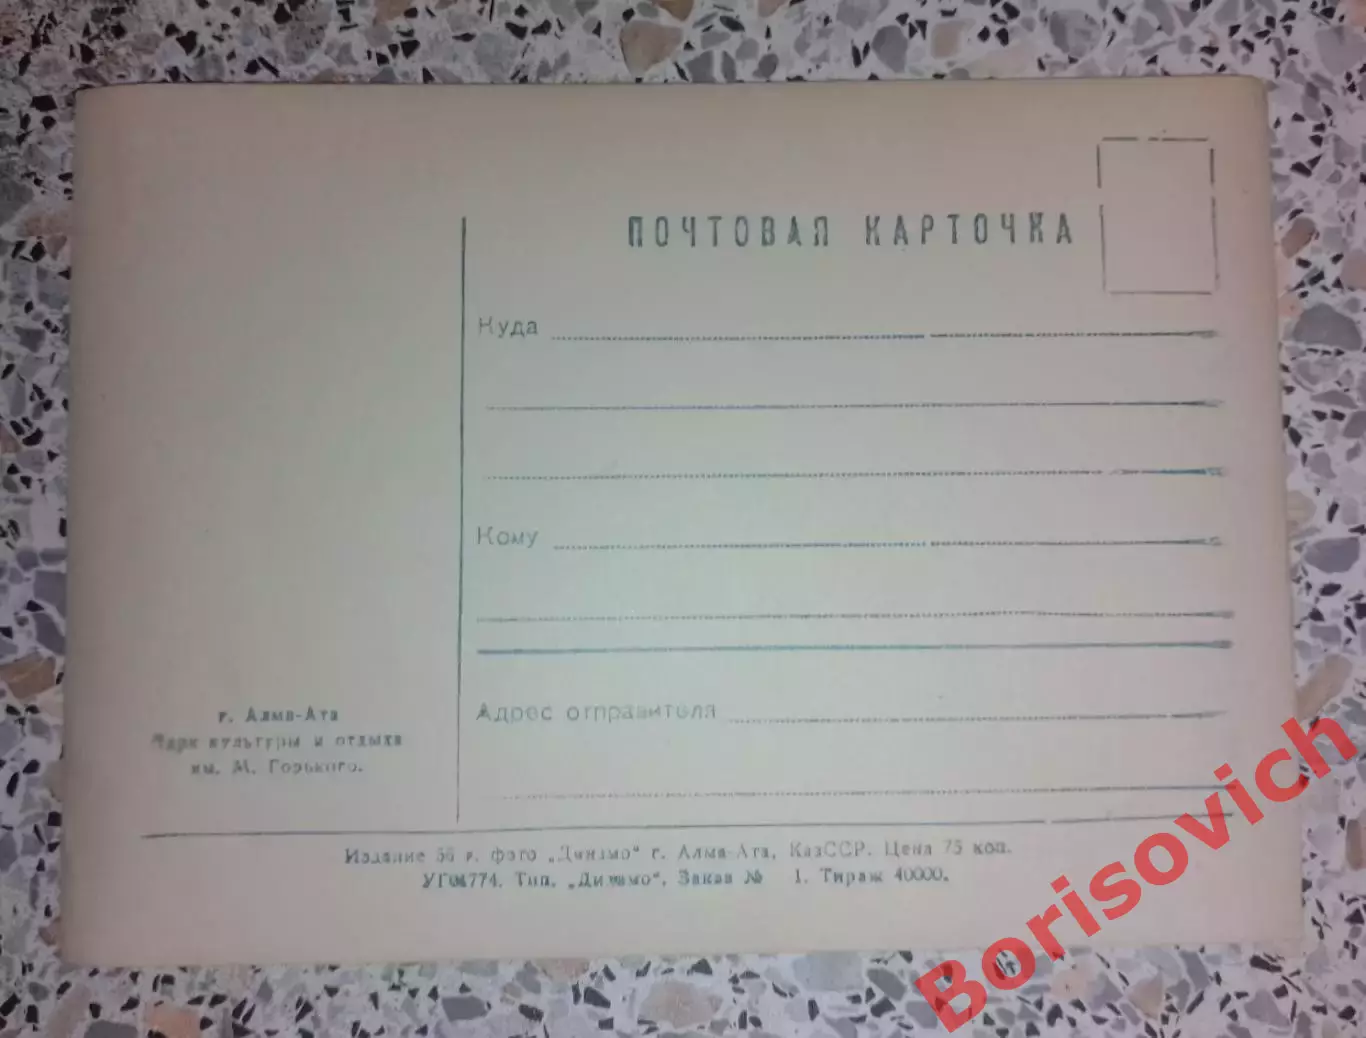 ПОЧТОВАЯ КАРТОЧКА
Куда
Кому
Адрес отправителя
г. Алма-Ата
Парк культуры и отдыха
им. М. Горького.
Издание 56 г. фото „Динамо" г. Алма-Ата, КазССР. Цена 75 коп.
Тип. „Динамо". Заказ № 1. Тираж 40000.
Borisovich